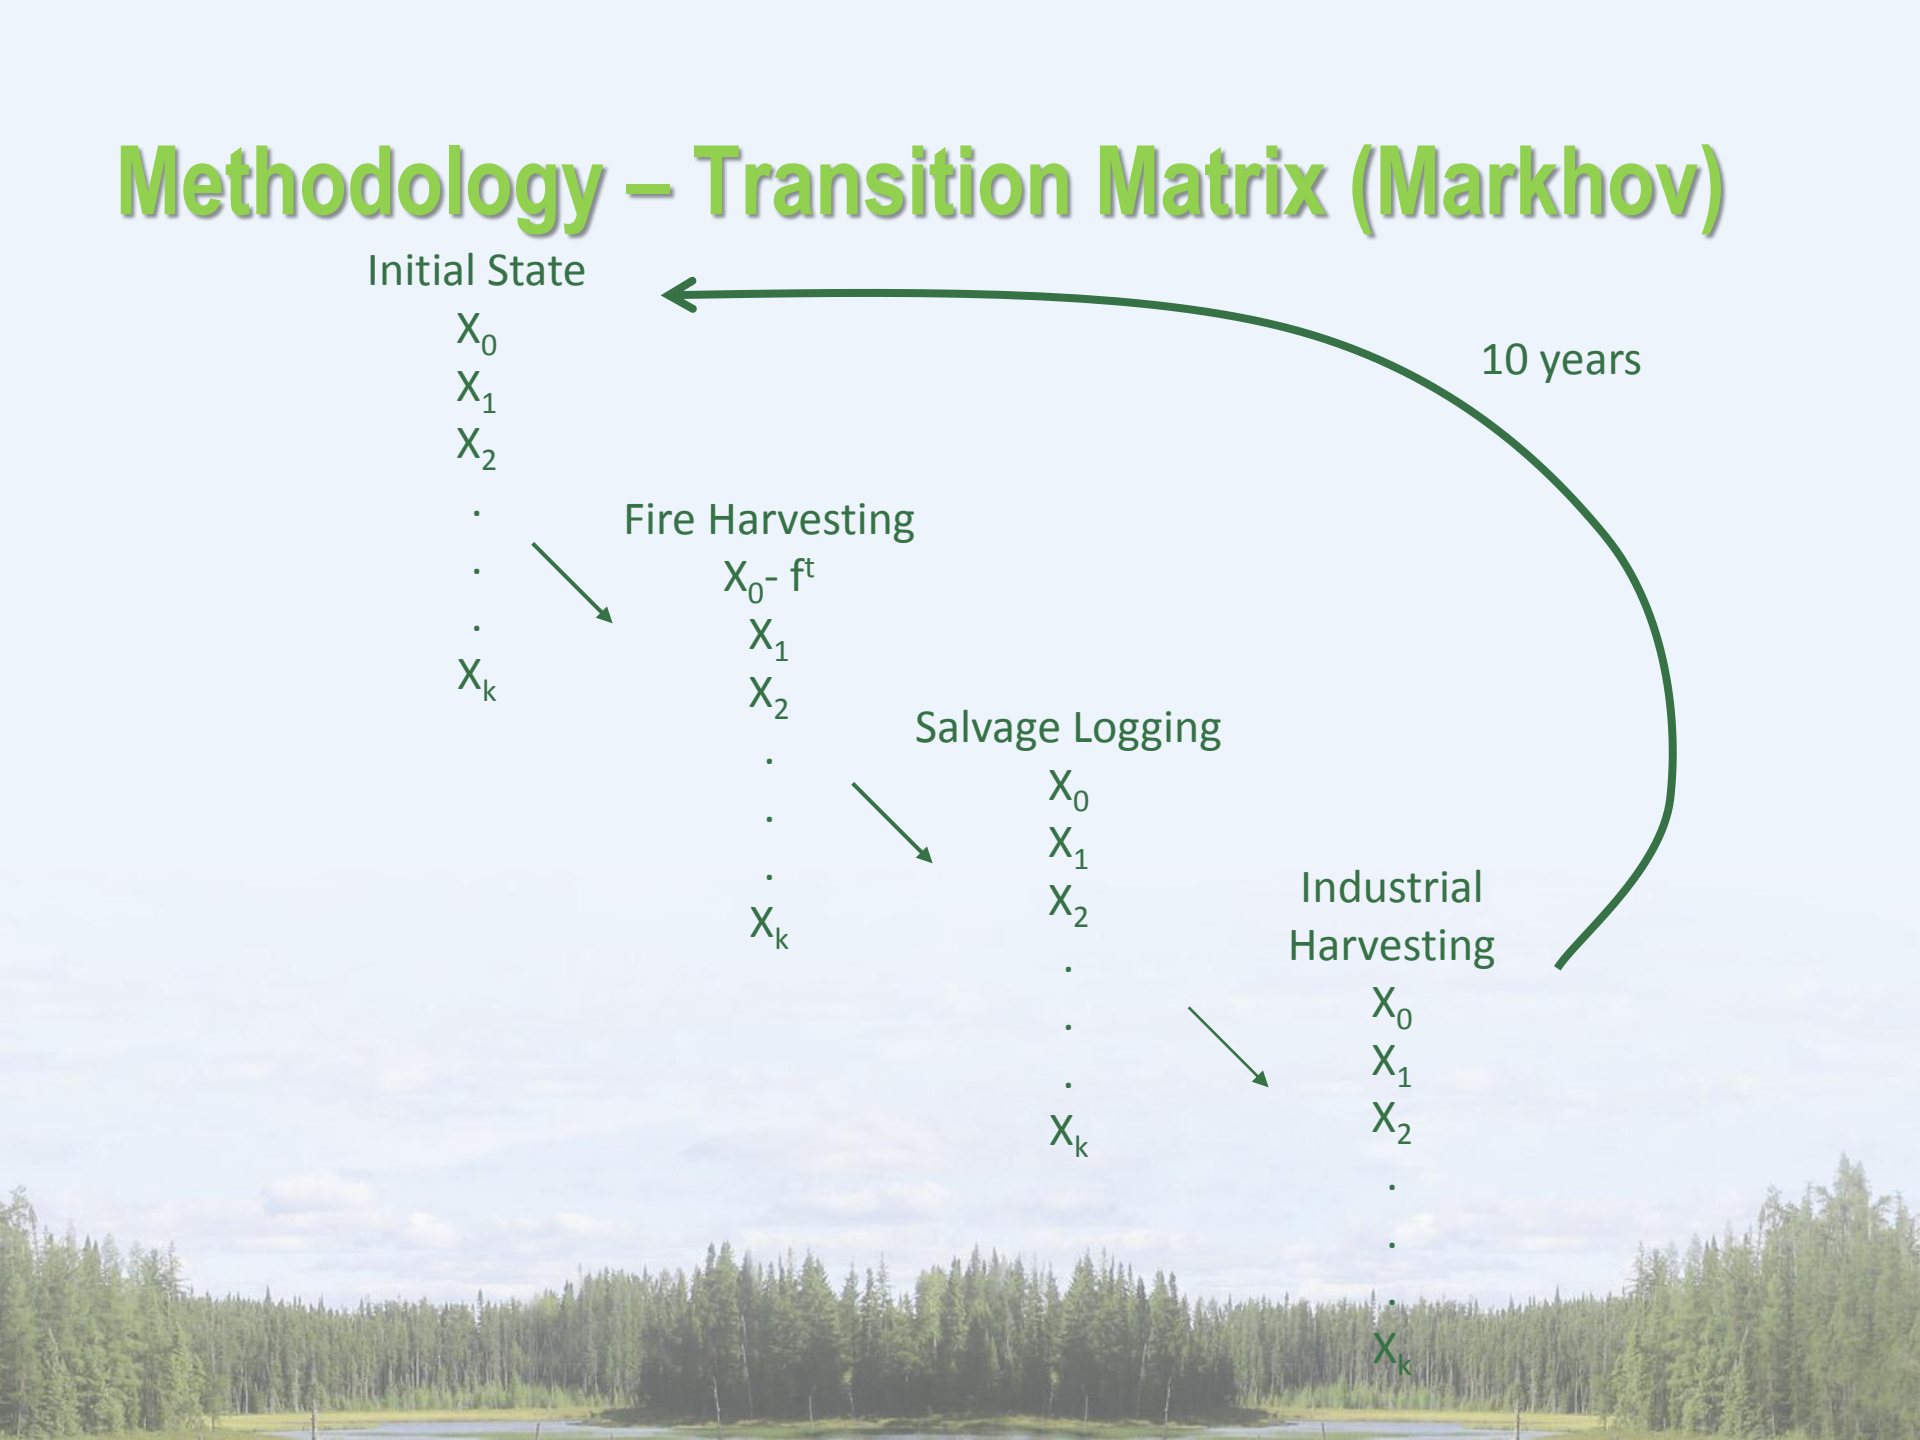 Methodology – Transition Matrix (Markhov)
Initial State
X₀
X₁
X₂
.
.
.
Xₖ
10 years
Fire Harvesting
X₀- fᵗ
X₁
X₂
.
.
.
Xₖ
Salvage Logging
X₀
X₁
X₂
.
.
.
Xₖ
Industrial
Harvesting
X₀
X₁
X₂
.
.
.
Xₖ